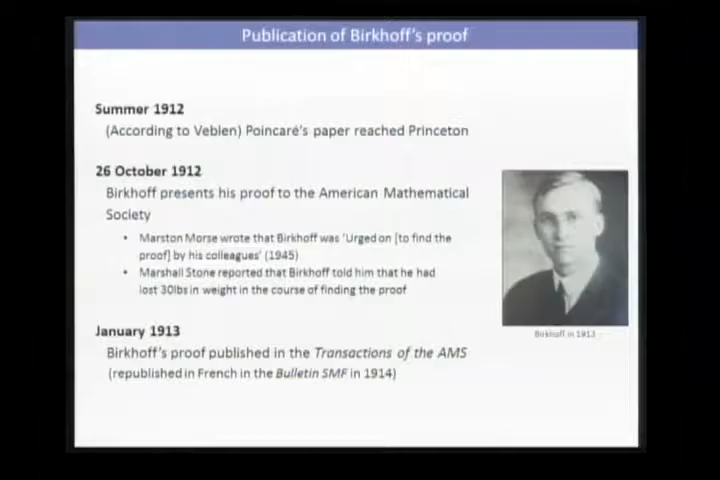 Publication of Birkhoff's proof
Summer 1912
(According to Veblen) Poincaré's paper reached Princeton
26 October 1912
Birkhoff presents his proof to the American Mathematical
Society
• Marston Morse wrote that Birkhoff was 'Urged on [to find the
proof] by his colleagues' (1945)
• Marshall Stone reported that Birkhoff told him that he had
lost 30lbs in weight in the course of finding the proof
Birkhoff in 1913
January 1913
Birkhoff's proof published in the Transactions of the AMS
(republished in French in the Bulletin SMF in 1914)